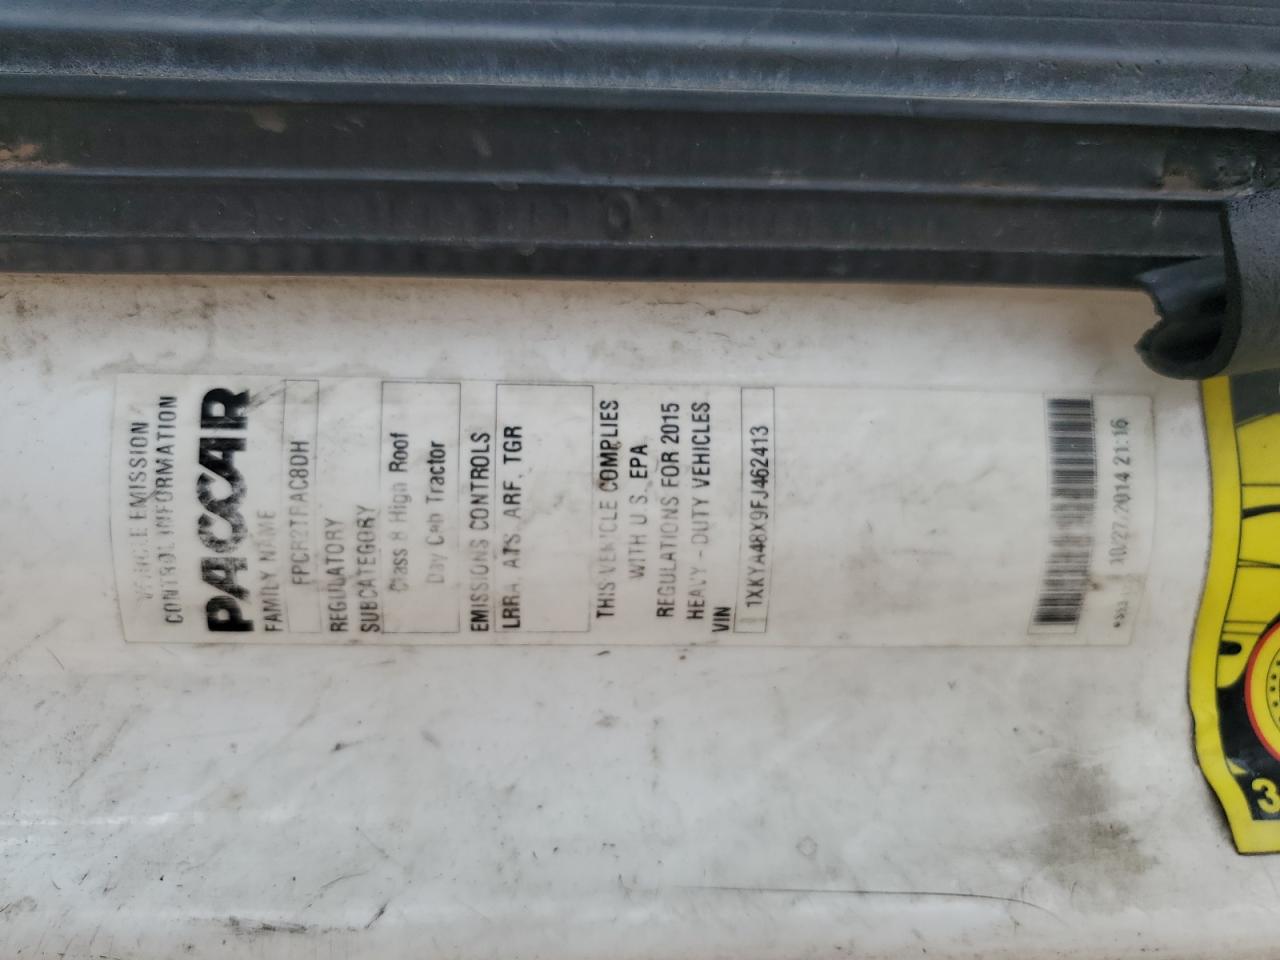 VEHICLE EMISSION
CONTROL INFORMATION
PACCAR
FAMILY NAME
FPCR2TRAC8DH
REGULATORY
SUBCATEGORY
Class 8 High Roof
Day Cab Tractor
EMISSIONS CONTROLS
LRRA, ATS, ARF, TGR
THIS VEHICLE COMPLIES
WITH U.S. EPA
REGULATIONS FOR 2015
HEAVY-DUTY VEHICLES
VIN
1XKYA48X9FJ462413
10/27/2014 21:16
3